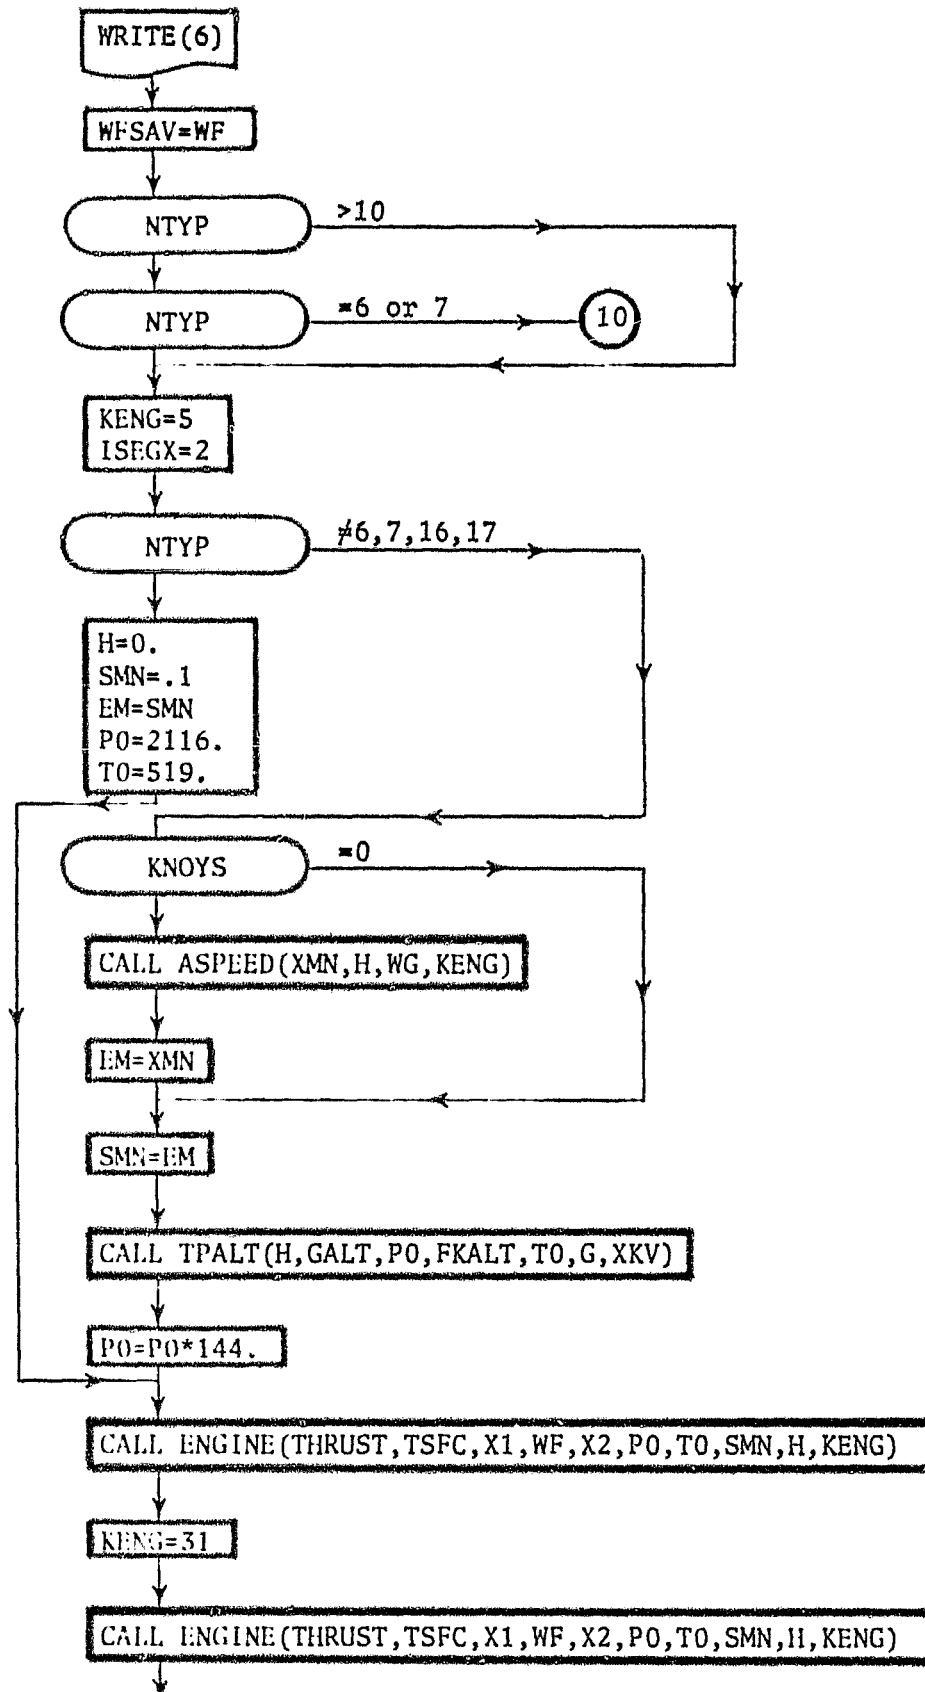 WRITE(6)
WFSAV=WF
NTYP
>10
NTYP
=6 or 7
10
KENG=5
ISEGX=2
NTYP
≠6,7,16,17
H=0.
SMN=.1
EM=SMN
P0=2116.
T0=519.
KNOYS
=0
CALL ASPEED(XMN,H,WG,KENG)
EM=XMN
SMN=EM
CALL TPALT(H,GALT,P0,FKALT,T0,G,XKV)
P0=P0*144.
CALL ENGINE(THRUST,TSFC,X1,WF,X2,P0,T0,SMN,H,KENG)
KENG=31
CALL ENGINE(THRUST,TSFC,X1,WF,X2,P0,T0,SMN,H,KENG)